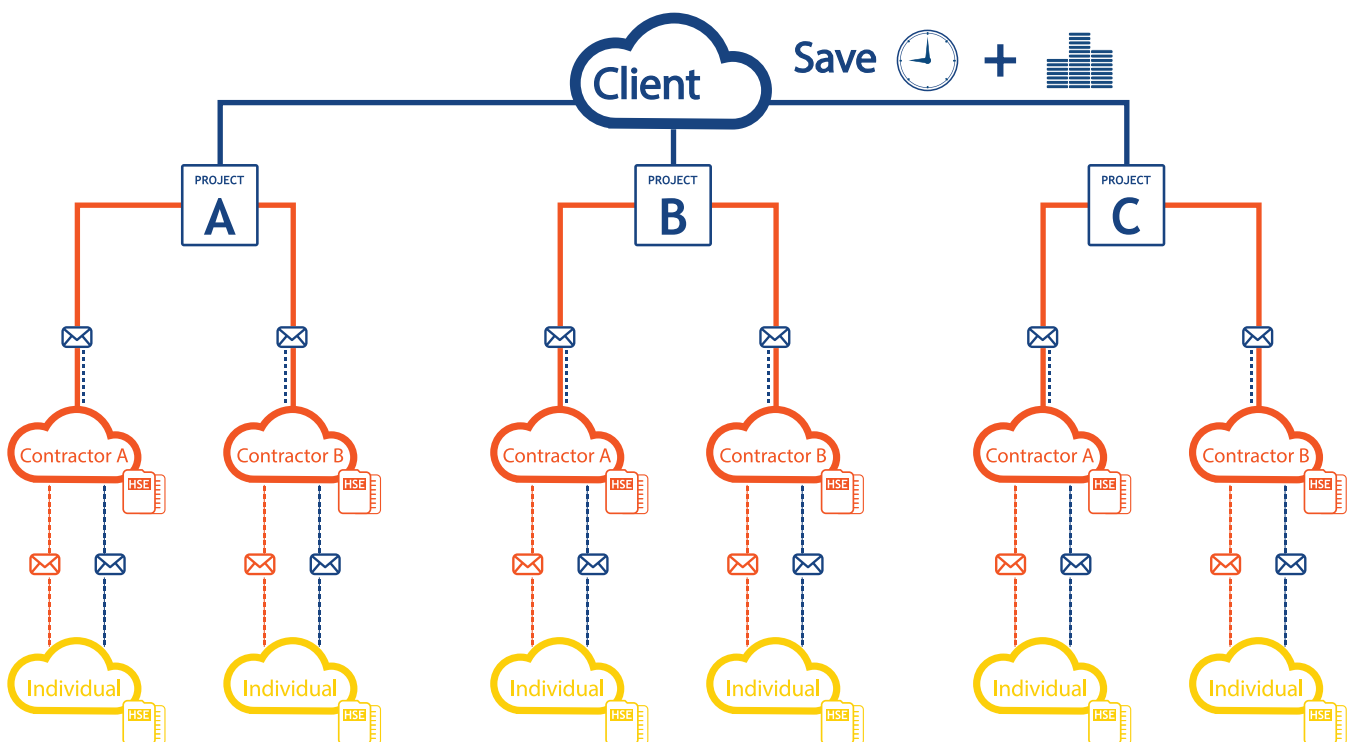 Client
Save
PROJECT
A
PROJECT
B
PROJECT
C
Contractor A
HSE
Contractor B
HSE
Contractor A
HSE
Contractor B
HSE
Contractor A
HSE
Contractor B
HSE
Individual
HSE
Individual
HSE
Individual
HSE
Individual
HSE
Individual
HSE
Individual
HSE